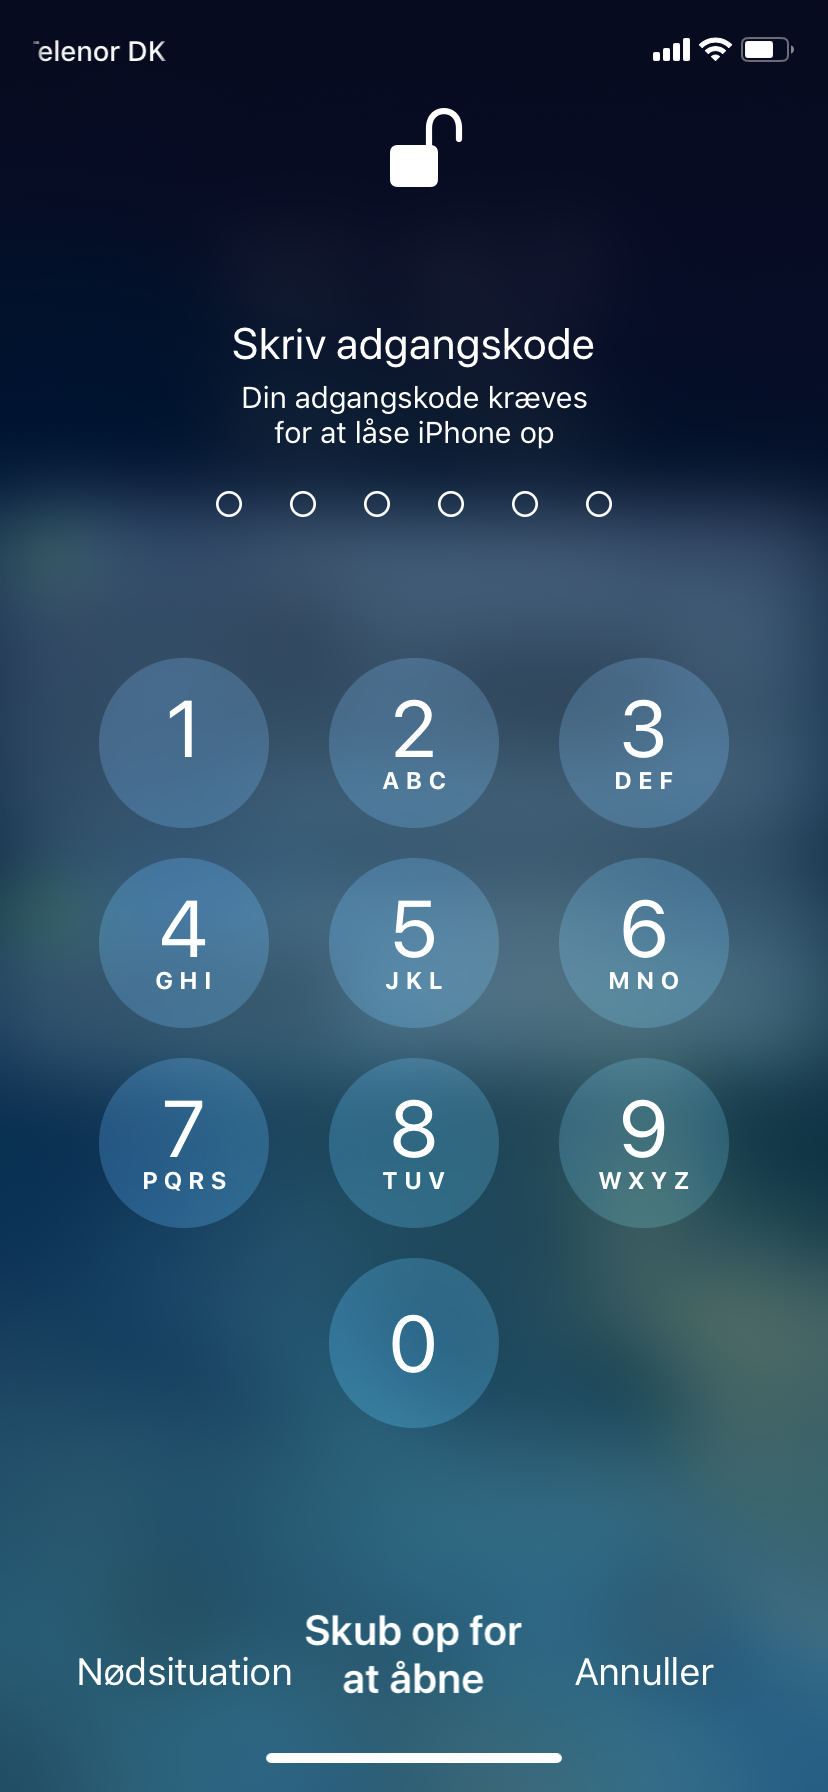 elenor DK
Skriv adgangskode
Din adgangskode kræves
for at låse iPhone op
1
2
ABC
3
DEF
4
GHI
5
JKL
6
MNO
7
PQRS
8
TUV
9
WXYZ
0
Skub op for
at åbne
Nødsituation
Annuller